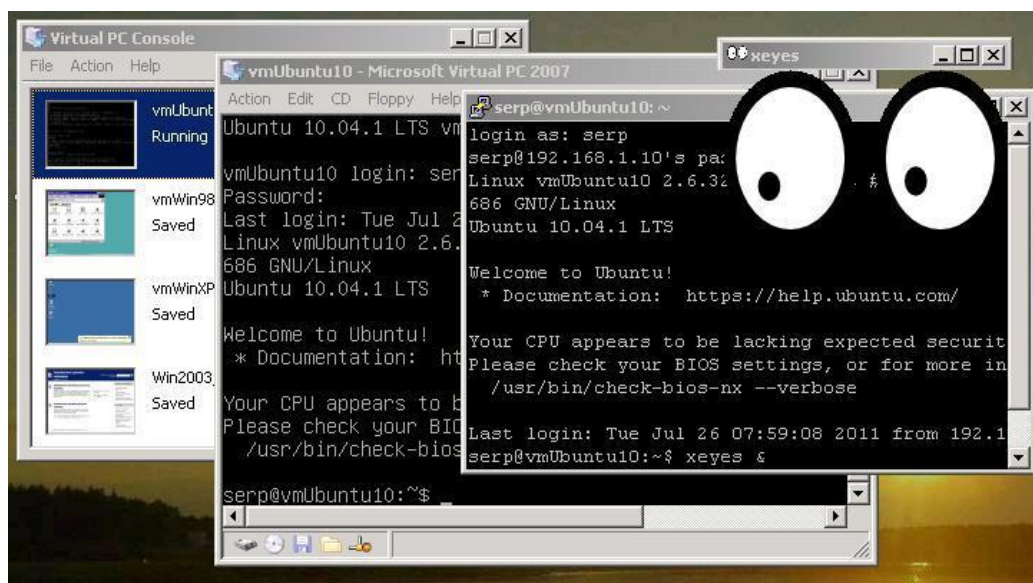 Virtual PC Console
File Action Help
vmUbunt
Running
vmWin98
Saved
vmWinXP
Saved
Win2003_
Saved
vmUbuntu10 - Microsoft Virtual PC 2007
Action Edit CD Floppy Help
Ubuntu 10.04.1 LTS vm
vmUbuntu10 login: ser
Password:
Last login: Tue Jul 2
Linux vmUbuntu10 2.6.
686 GNU/Linux
Ubuntu 10.04.1 LTS
Welcome to Ubuntu!
* Documentation: ht
Your CPU appears to b
Please check your BIO
/usr/bin/check-bios
serp@vmUbuntu10:~$ _
xeyes
serp@vmUbuntu10: ~
login as: serp
serp@192.168.1.10's pa
Linux vmUbuntu10 2.6.32
686 GNU/Linux
Ubuntu 10.04.1 LTS
Welcome to Ubuntu!
* Documentation: https://help.ubuntu.com/
Your CPU appears to be lacking expected securit
Please check your BIOS settings, or for more in
/usr/bin/check-bios-nx --verbose
Last login: Tue Jul 26 07:59:08 2011 from 192.1
serp@vmUbuntu10:~$ xeyes &